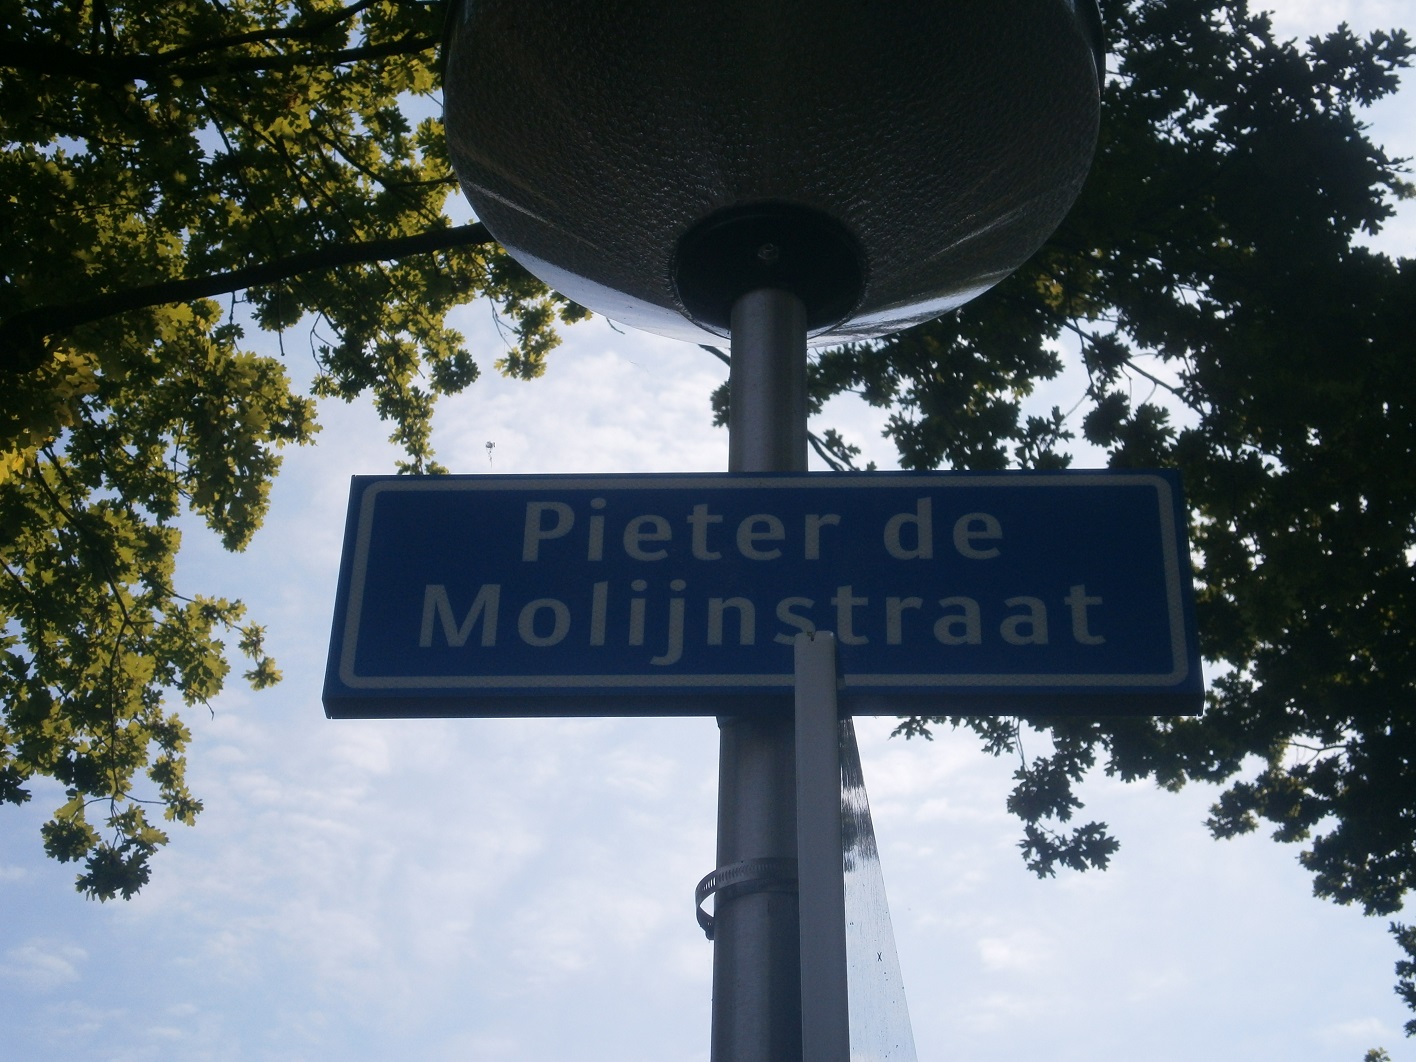 Pieter de
Molijnstraat